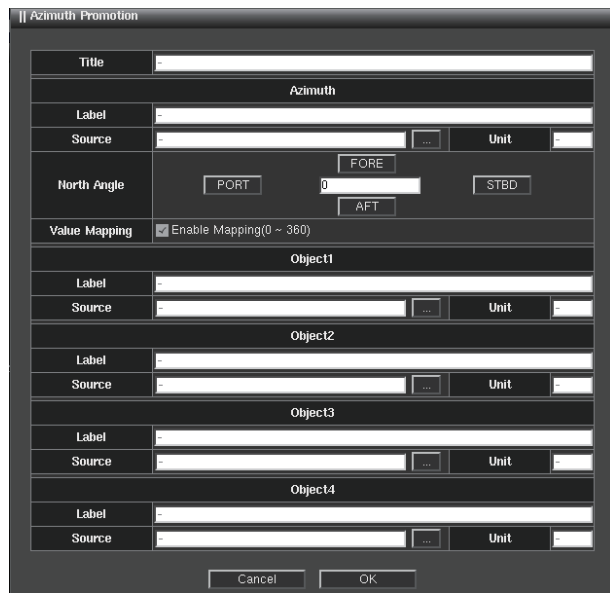 || Azimuth Promotion
Title -
Azimuth
Label -
Source - ... Unit -
FORE
North Angle PORT 0 STBD
AFT
Value Mapping Enable Mapping(0 ~ 360)
Object1
Label -
Source - ... Unit -
Object2
Label -
Source - ... Unit -
Object3
Label -
Source - ... Unit -
Object4
Label -
Source - ... Unit -
Cancel OK